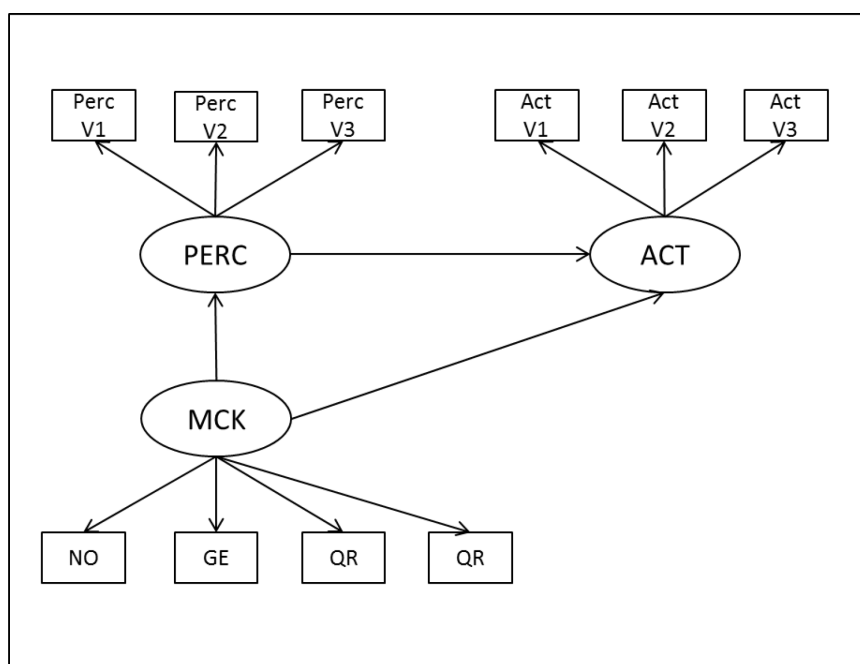 Perc
V1
Perc
V2
Perc
V3
Act
V1
Act
V2
Act
V3
PERC
ACT
MCK
NO
GE
QR
QR